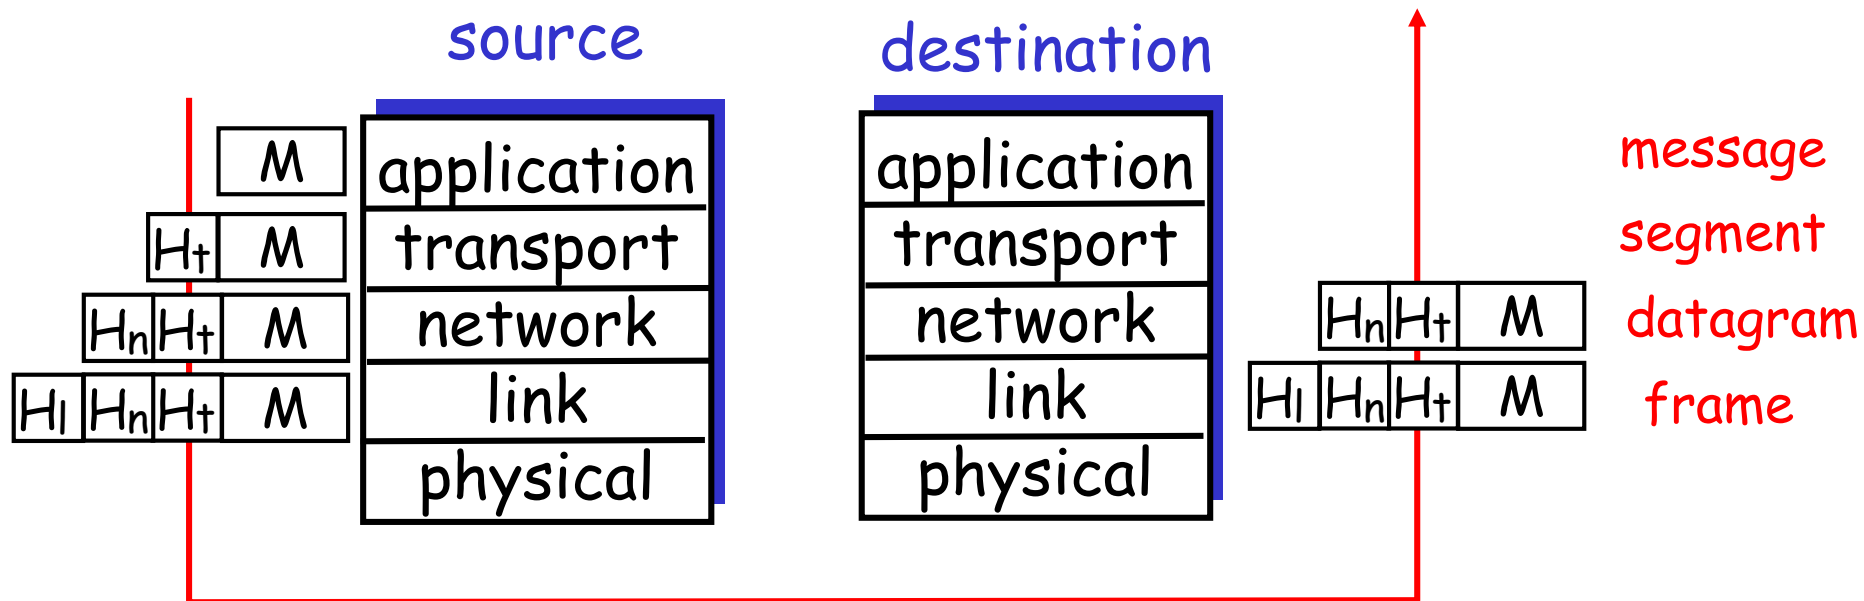 source destination
M application application message
Ht M transport transport segment
Hn Ht M network network Hn Ht M datagram
Hl Hn Ht M link link Hl Hn Ht M frame
physical physical